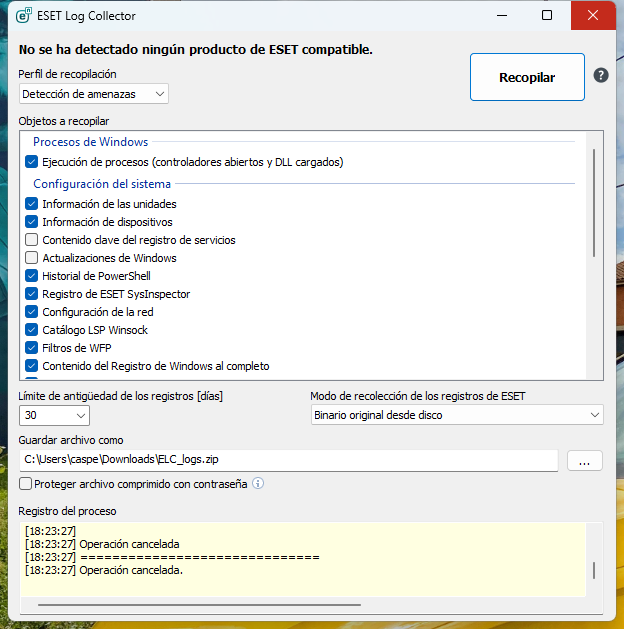 ESET Log Collector
No se ha detectado ningún producto de ESET compatible.
Perfil de recopilación
Detección de amenazas
Recopilar
?
Objetos a recopilar
Procesos de Windows
Ejecución de procesos (controladores abiertos y DLL cargados)
Configuración del sistema
Información de las unidades
Información de dispositivos
Contenido clave del registro de servicios
Actualizaciones de Windows
Historial de PowerShell
Registro de ESET SysInspector
Configuración de la red
Catálogo LSP Winsock
Filtros de WFP
Contenido del Registro de Windows al completo
Límite de antigüedad de los registros [días]
30
Modo de recolección de los registros de ESET
Binario original desde disco
Guardar archivo como
C:\Users\caspe\Downloads\ELC_logs.zip
...
Proteger archivo comprimido con contraseña
Registro del proceso
[18:23:27]
[18:23:27] Operación cancelada
[18:23:27] ==============================
[18:23:27] Operación cancelada.